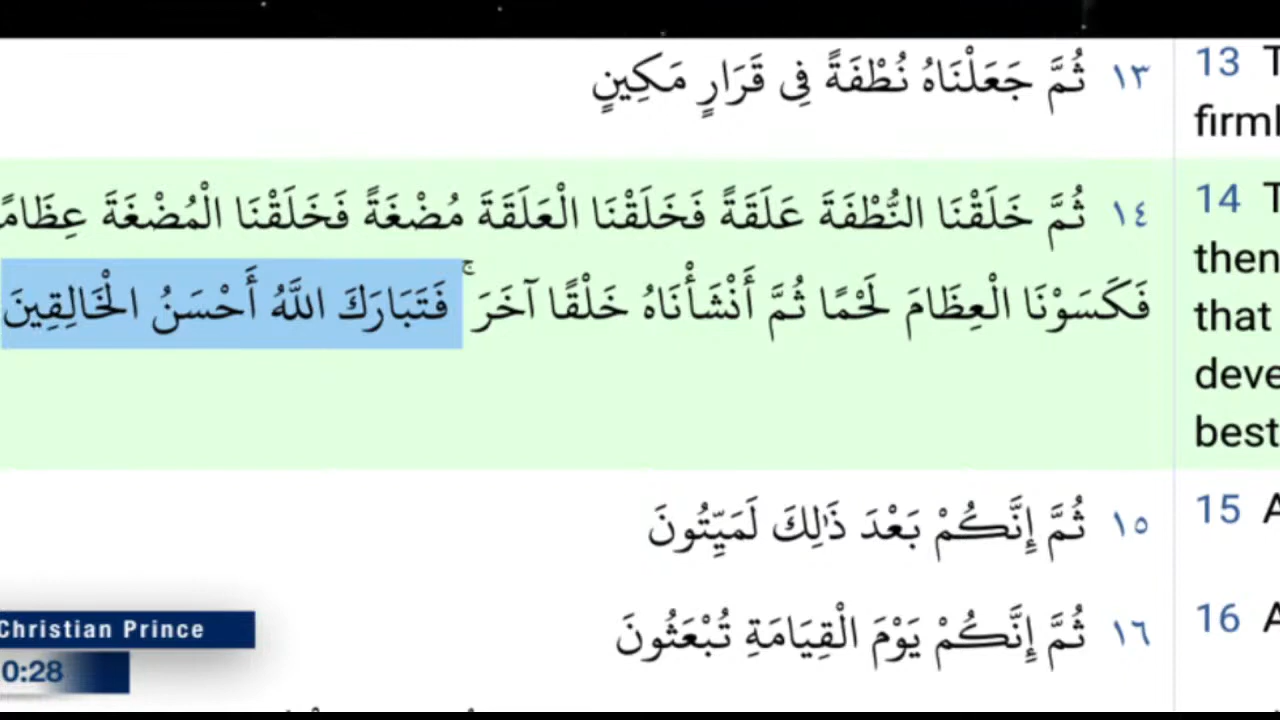 ١٣ ثُمَّ جَعَلْنَاهُ نُطْفَةً فِي قَرَارٍ مَكِينٍ
13 T
firml
١٤ ثُمَّ خَلَقْنَا النُّطْفَةَ عَلَقَةً فَخَلَقْنَا الْعَلَقَةَ مُضْغَةً فَخَلَقْنَا الْمُضْغَةَ عِظَامًا
فَكَسَوْنَا الْعِظَامَ لَحْمًا ثُمَّ أَنْشَأْنَاهُ خَلْقًا آخَرَ ۚ فَتَبَارَكَ اللَّهُ أَحْسَنُ الْخَالِقِينَ
14 T
then
that
deve
best
١٥ ثُمَّ إِنَّكُمْ بَعْدَ ذَٰلِكَ لَمَيِّتُونَ
15 A
١٦ ثُمَّ إِنَّكُمْ يَوْمَ الْقِيَامَةِ تُبْعَثُونَ
16 A
Christian Prince
0:28